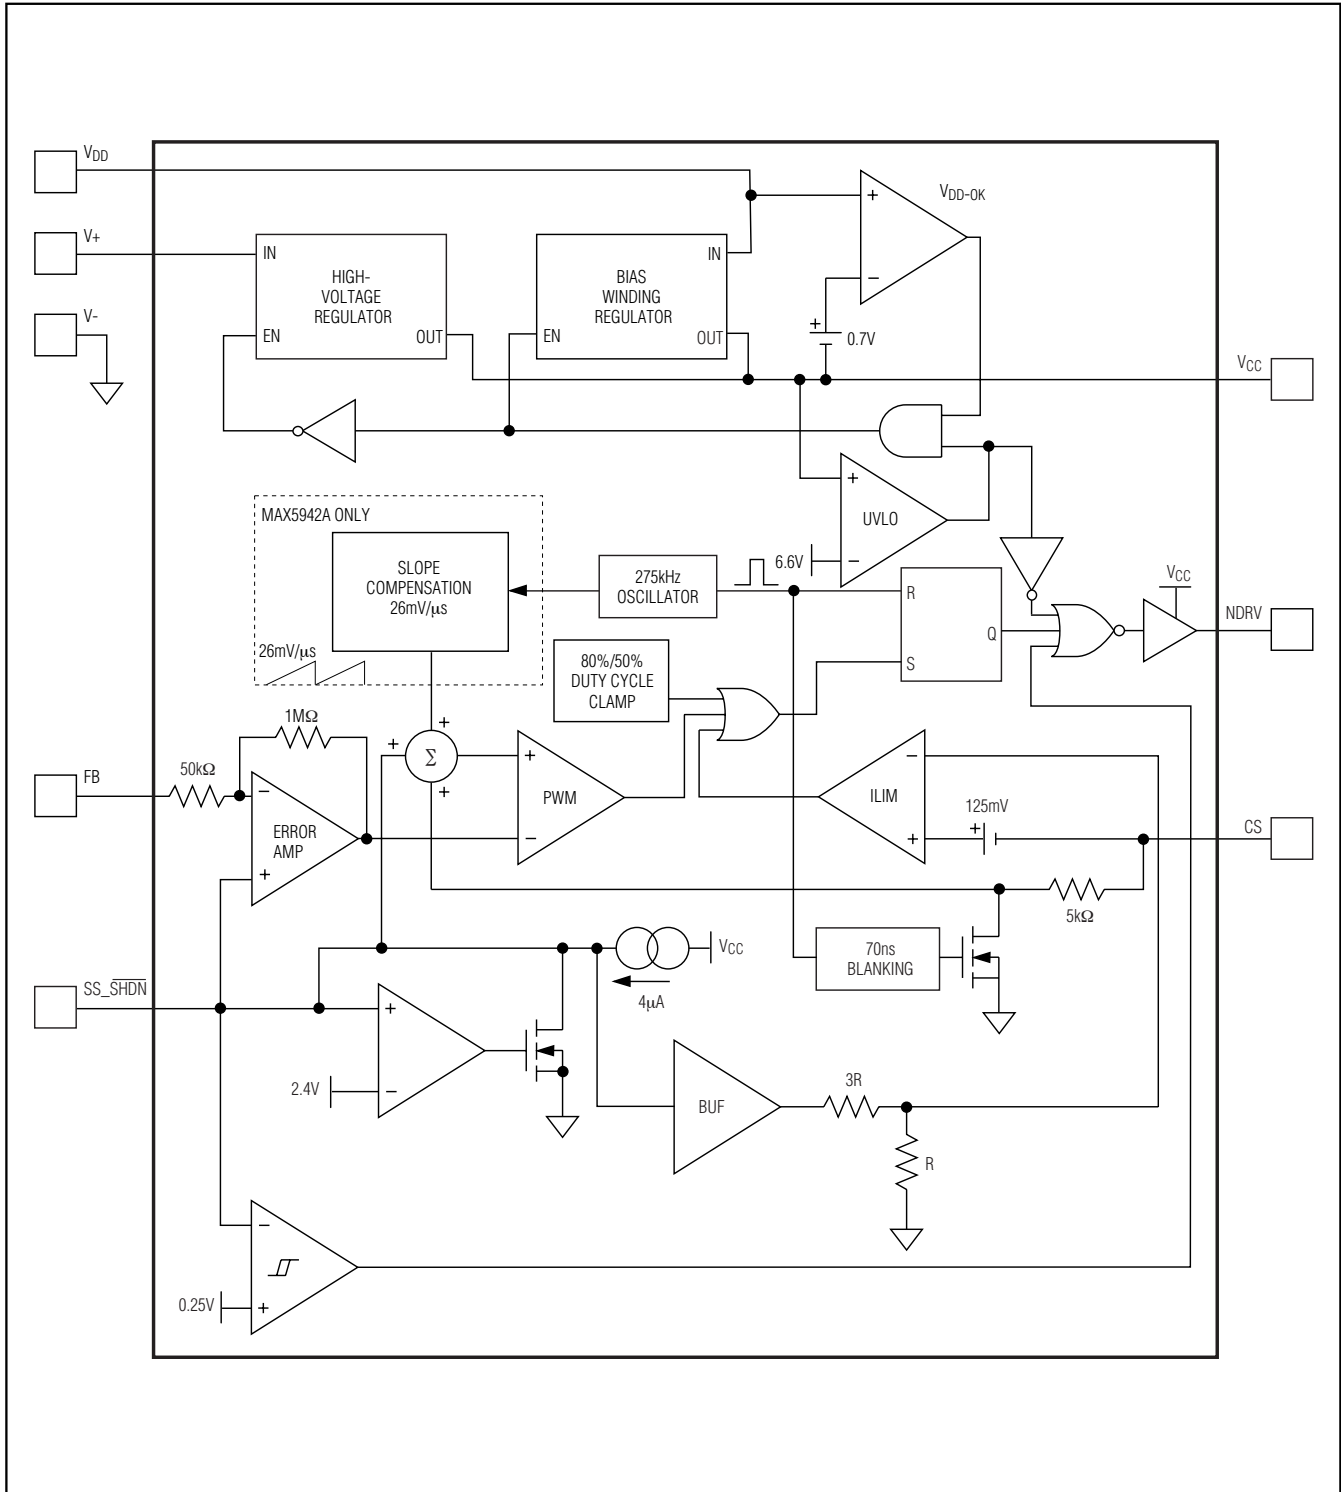 VDD
VDD-OK
+
V+
IN
HIGH-
VOLTAGE
REGULATOR
EN
OUT
BIAS
WINDING
REGULATOR
IN
EN
OUT
−
+
0.7V
V-
VCC
MAX5942A ONLY
SLOPE
COMPENSATION
26mV/μs
26mV/μs
275kHz
OSCILLATOR
+
UVLO
−
6.6V
R
Q
S
VCC
NDRV
80%/50%
DUTY CYCLE
CLAMP
1MΩ
50kΩ
FB
−
ERROR
AMP
+
+
+
Σ
+
+
PWM
−
−
ILIM
+
125mV
+
CS
5kΩ
70ns
BLANKING
VCC
4μA
SS_SHDN
+
2.4V
−
BUF
3R
R
−
0.25V
+